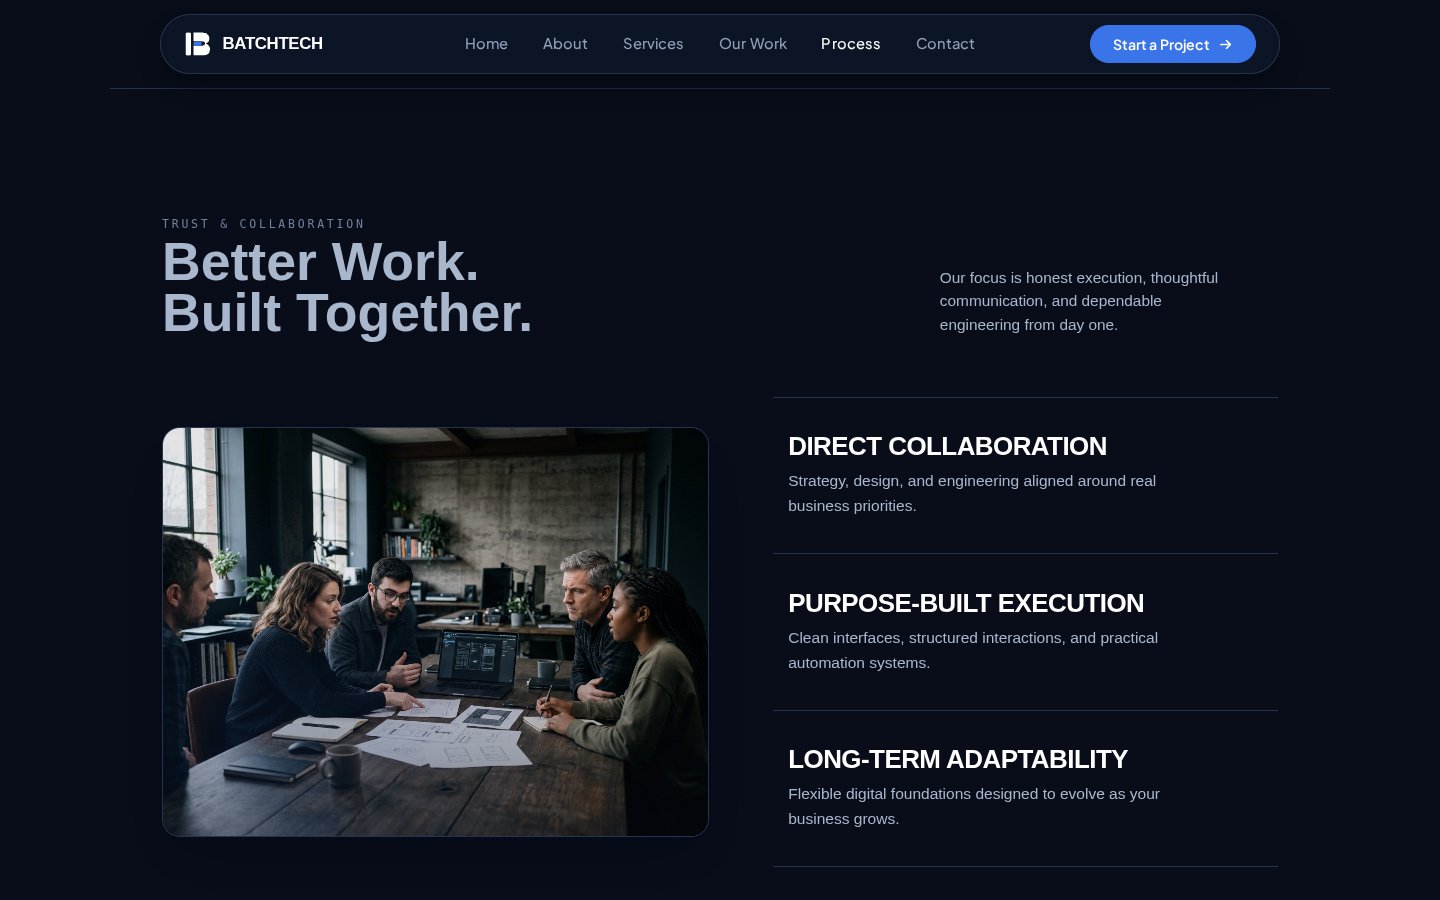 BATCHTECH
Home About Services Our Work Process Contact
Start a Project
TRUST & COLLABORATION
Better Work.
Built Together.
Our focus is honest execution, thoughtful
communication, and dependable
engineering from day one.
DIRECT COLLABORATION
Strategy, design, and engineering aligned around real
business priorities.
PURPOSE-BUILT EXECUTION
Clean interfaces, structured interactions, and practical
automation systems.
LONG-TERM ADAPTABILITY
Flexible digital foundations designed to evolve as your
business grows.